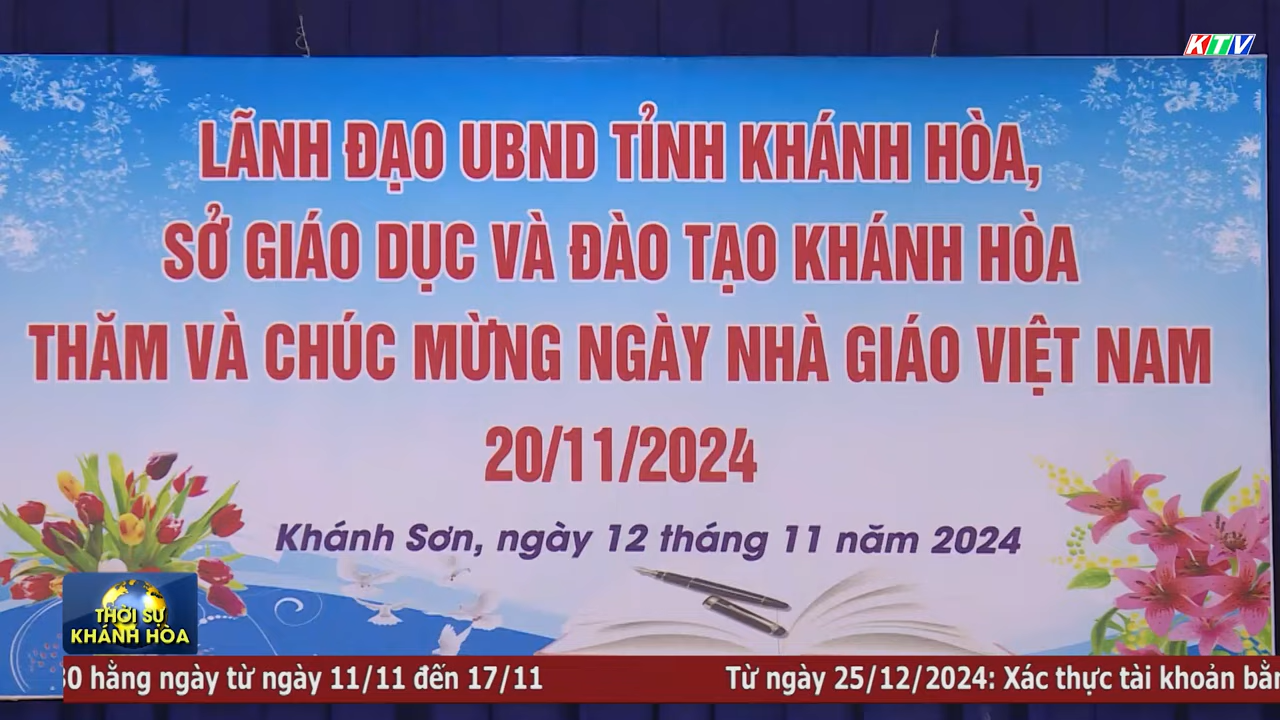 KTV
LÃNH ĐẠO UBND TỈNH KHÁNH HÒA,
SỞ GIÁO DỤC VÀ ĐÀO TẠO KHÁNH HÒA
THĂM VÀ CHÚC MỪNG NGÀY NHÀ GIÁO VIỆT NAM
20/11/2024
Khánh Sơn, ngày 12 tháng 11 năm 2024
THỜI SỰ
KHÁNH HÒA
hằng ngày từ ngày 11/11 đến 17/11 Từ ngày 25/12/2024: Xác thực tài khoản